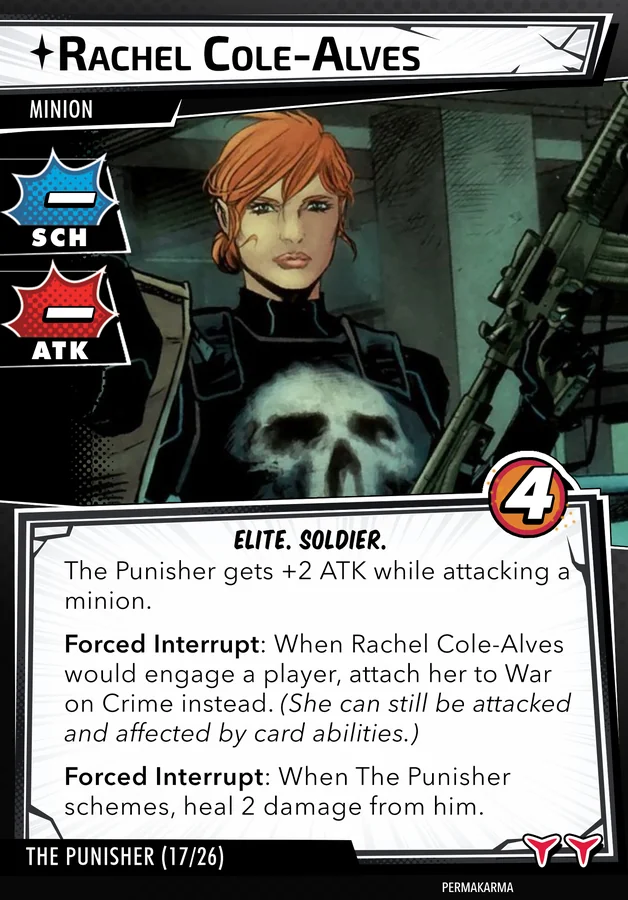 Rachel Cole-Alves
MINION
SCH
ATK
4
ELITE. SOLDIER.
The Punisher gets +2 ATK while attacking a
minion.
Forced Interrupt: When Rachel Cole-Alves
would engage a player, attach her to War
on Crime instead. (She can still be attacked
and affected by card abilities.)
Forced Interrupt: When The Punisher
schemes, heal 2 damage from him.
THE PUNISHER (17/26)
PERMAKARMA